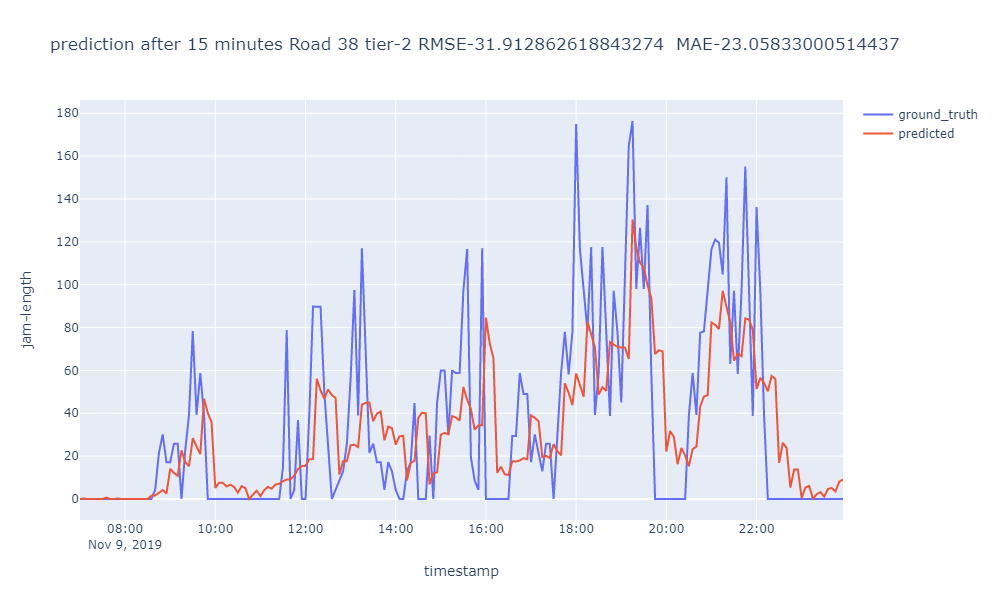 prediction after 15 minutes Road 38 tier-2 RMSE-31.912862618843274  MAE-23.05833000514437
ground_truth
predicted
jam-length
180
160
140
120
100
80
60
40
20
0
08:00 10:00 12:00 14:00 16:00 18:00 20:00 22:00
Nov 9, 2019
timestamp